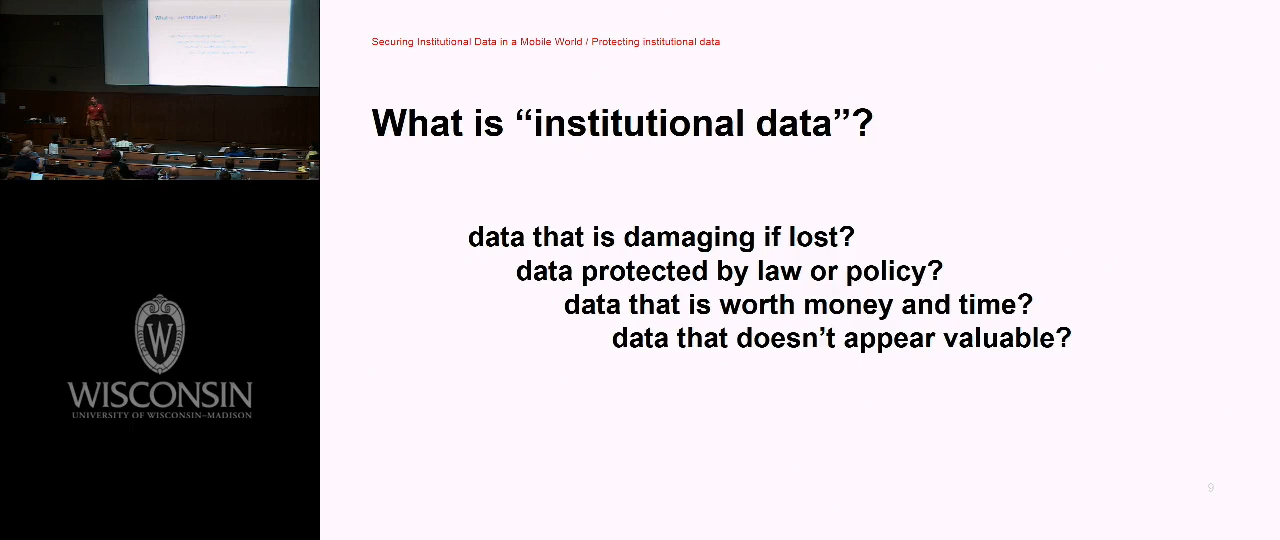 Securing Institutional Data in a Mobile World / Protecting institutional data
What is “institutional data”?
data that is damaging if lost?
data protected by law or policy?
data that is worth money and time?
data that doesn’t appear valuable?
W
WISCONSIN
UNIVERSITY OF WISCONSIN–MADISON
9